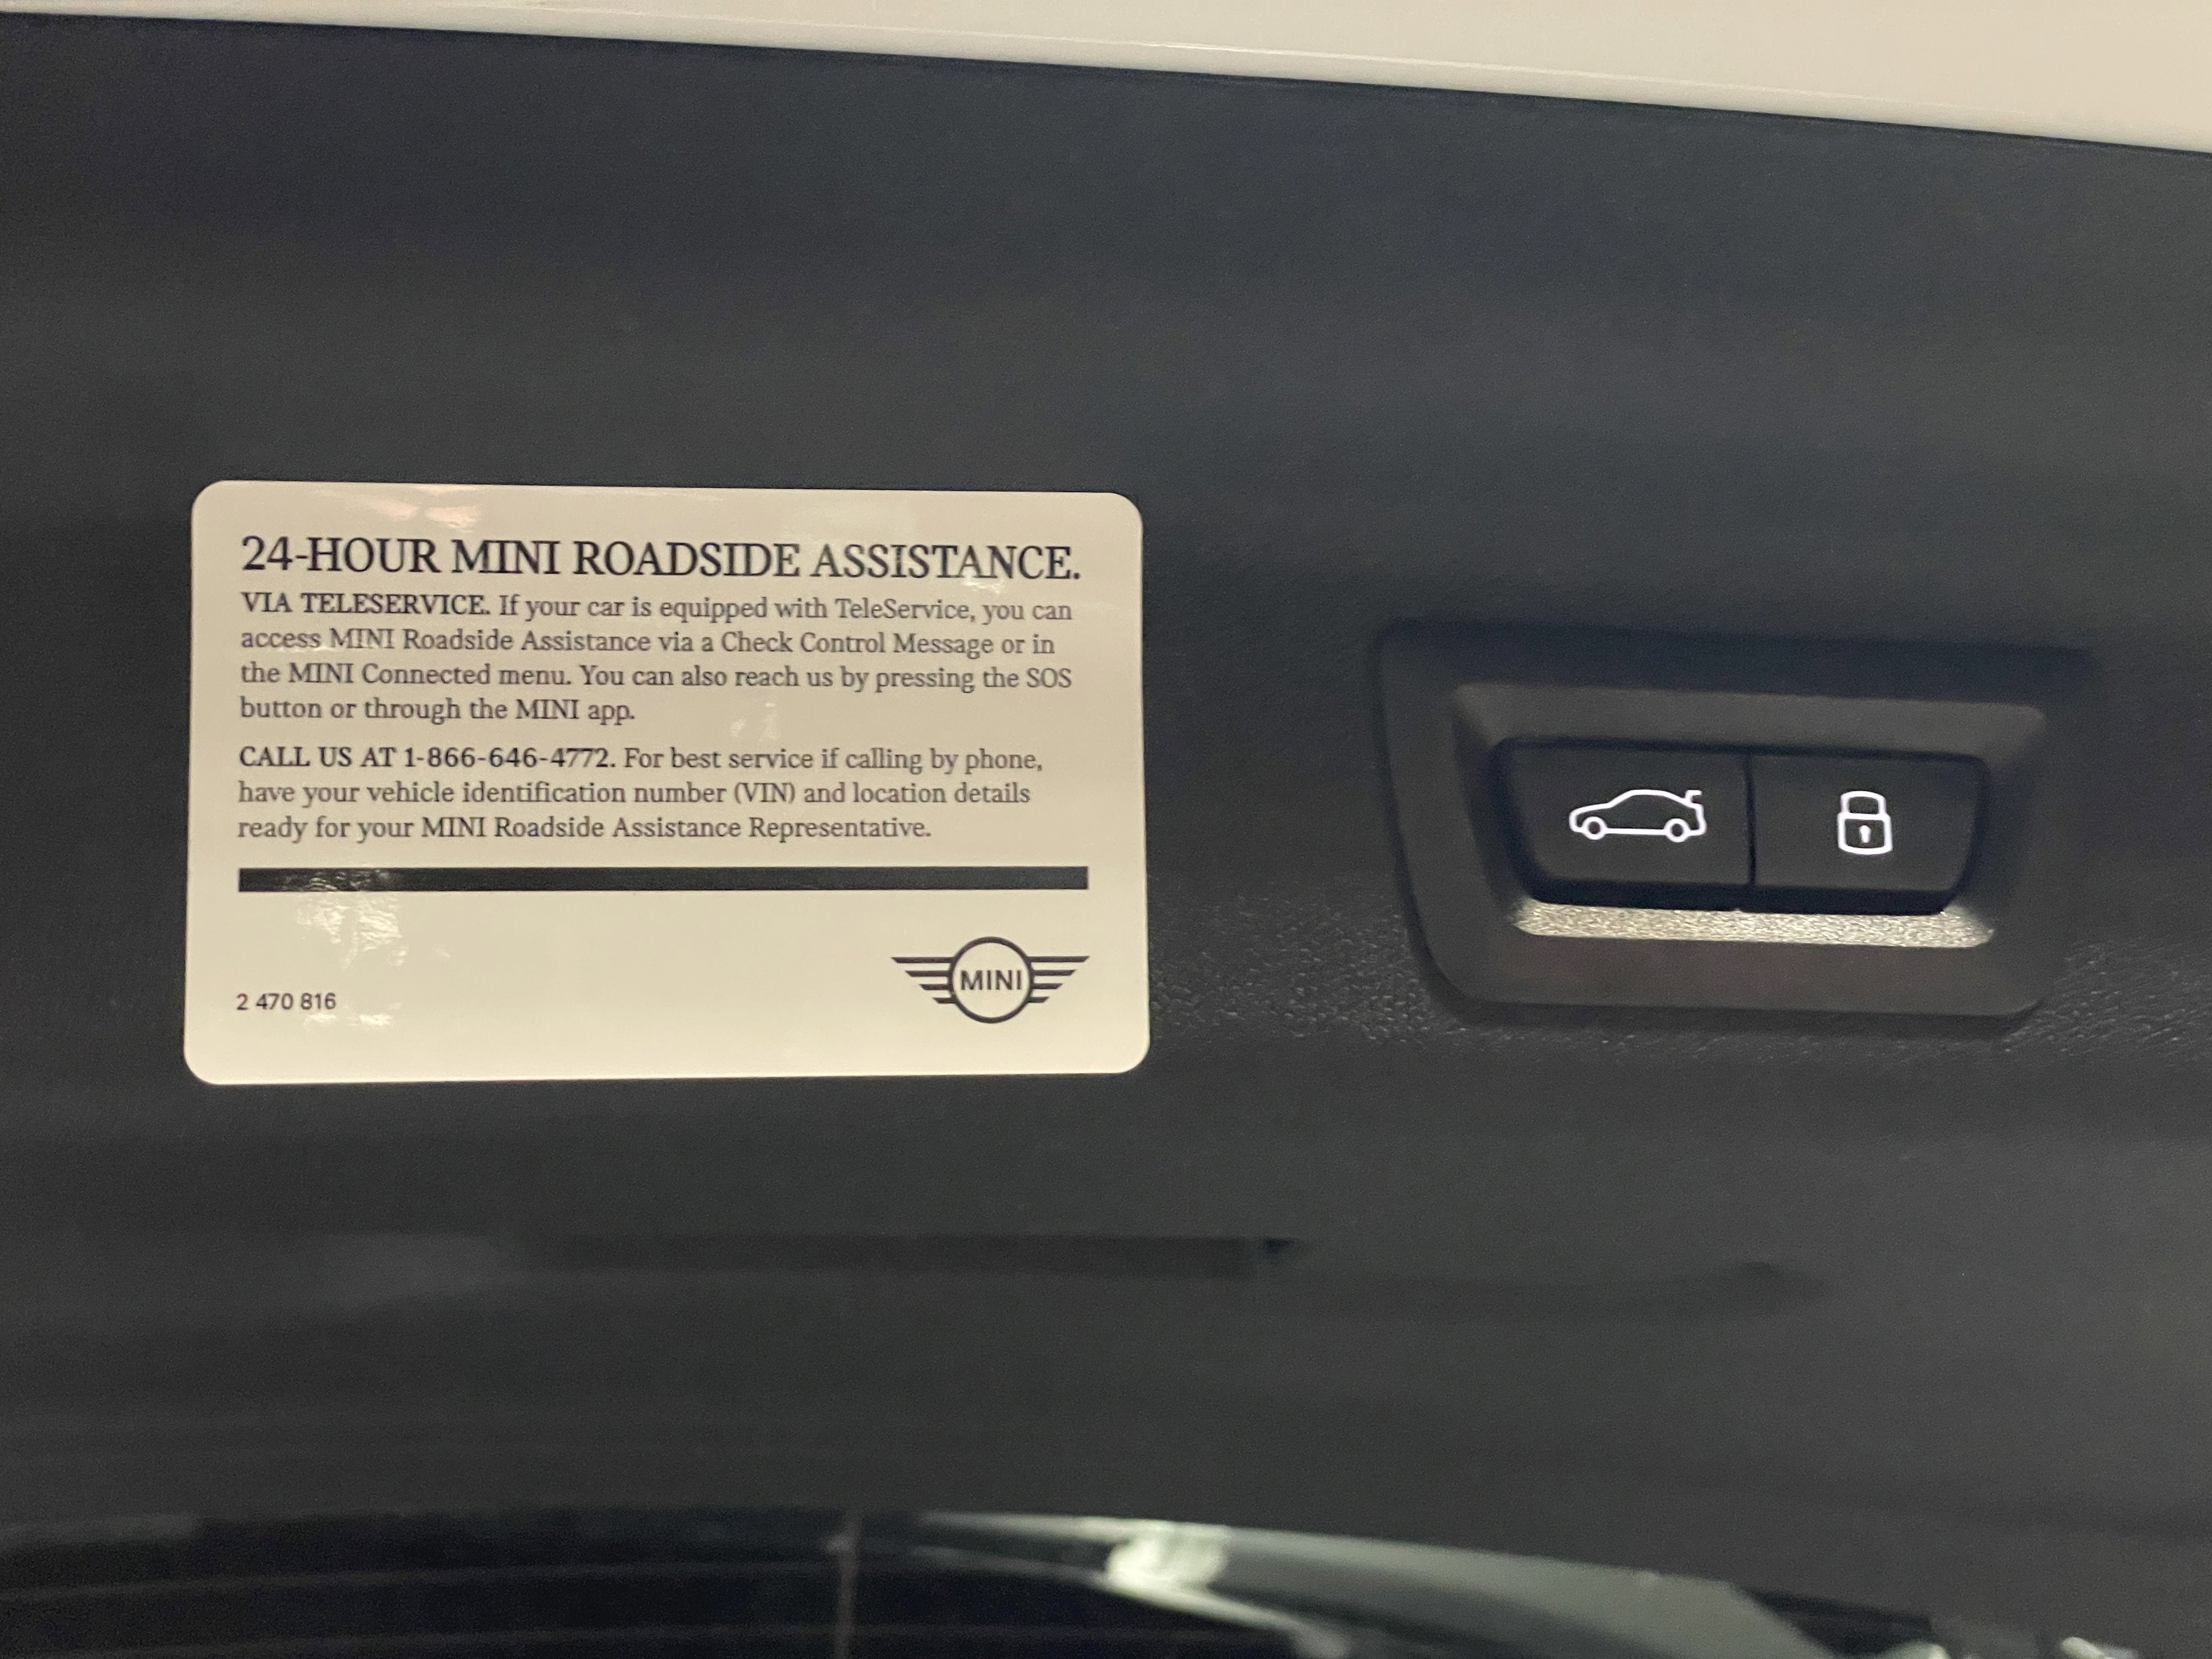 24-HOUR MINI ROADSIDE ASSISTANCE.
VIA TELESERVICE. If your car is equipped with TeleService, you can
access MINI Roadside Assistance via a Check Control Message or in
the MINI Connected menu. You can also reach us by pressing the SOS
button or through the MINI app.
CALL US AT 1-866-646-4772. For best service if calling by phone,
have your vehicle identification number (VIN) and location details
ready for your MINI Roadside Assistance Representative.
MINI
2 470 816